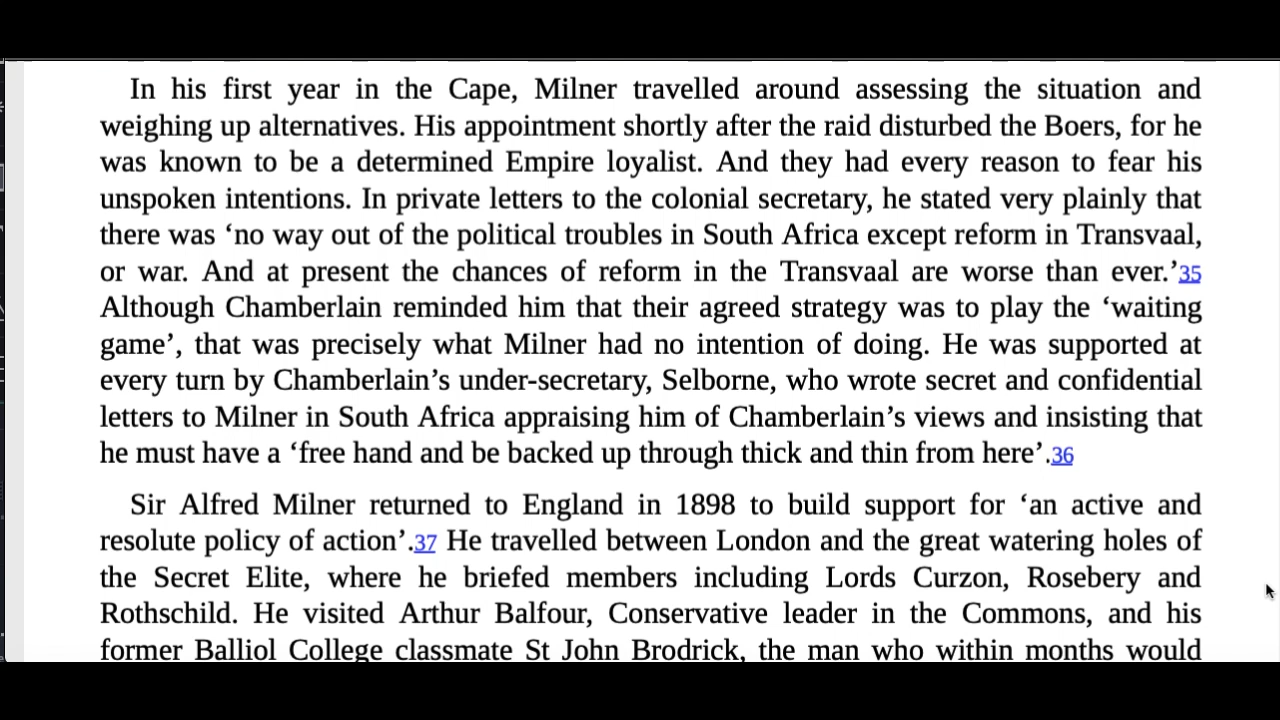 In his first year in the Cape, Milner travelled around assessing the situation and
weighing up alternatives. His appointment shortly after the raid disturbed the Boers, for he
was known to be a determined Empire loyalist. And they had every reason to fear his
unspoken intentions. In private letters to the colonial secretary, he stated very plainly that
there was ‘no way out of the political troubles in South Africa except reform in Transvaal,
or war. And at present the chances of reform in the Transvaal are worse than ever.’35
Although Chamberlain reminded him that their agreed strategy was to play the ‘waiting
game’, that was precisely what Milner had no intention of doing. He was supported at
every turn by Chamberlain’s under-secretary, Selborne, who wrote secret and confidential
letters to Milner in South Africa appraising him of Chamberlain’s views and insisting that
he must have a ‘free hand and be backed up through thick and thin from here’.36
Sir Alfred Milner returned to England in 1898 to build support for ‘an active and
resolute policy of action’.37 He travelled between London and the great watering holes of
the Secret Elite, where he briefed members including Lords Curzon, Rosebery and
Rothschild. He visited Arthur Balfour, Conservative leader in the Commons, and his
former Balliol College classmate St John Brodrick, the man who within months would